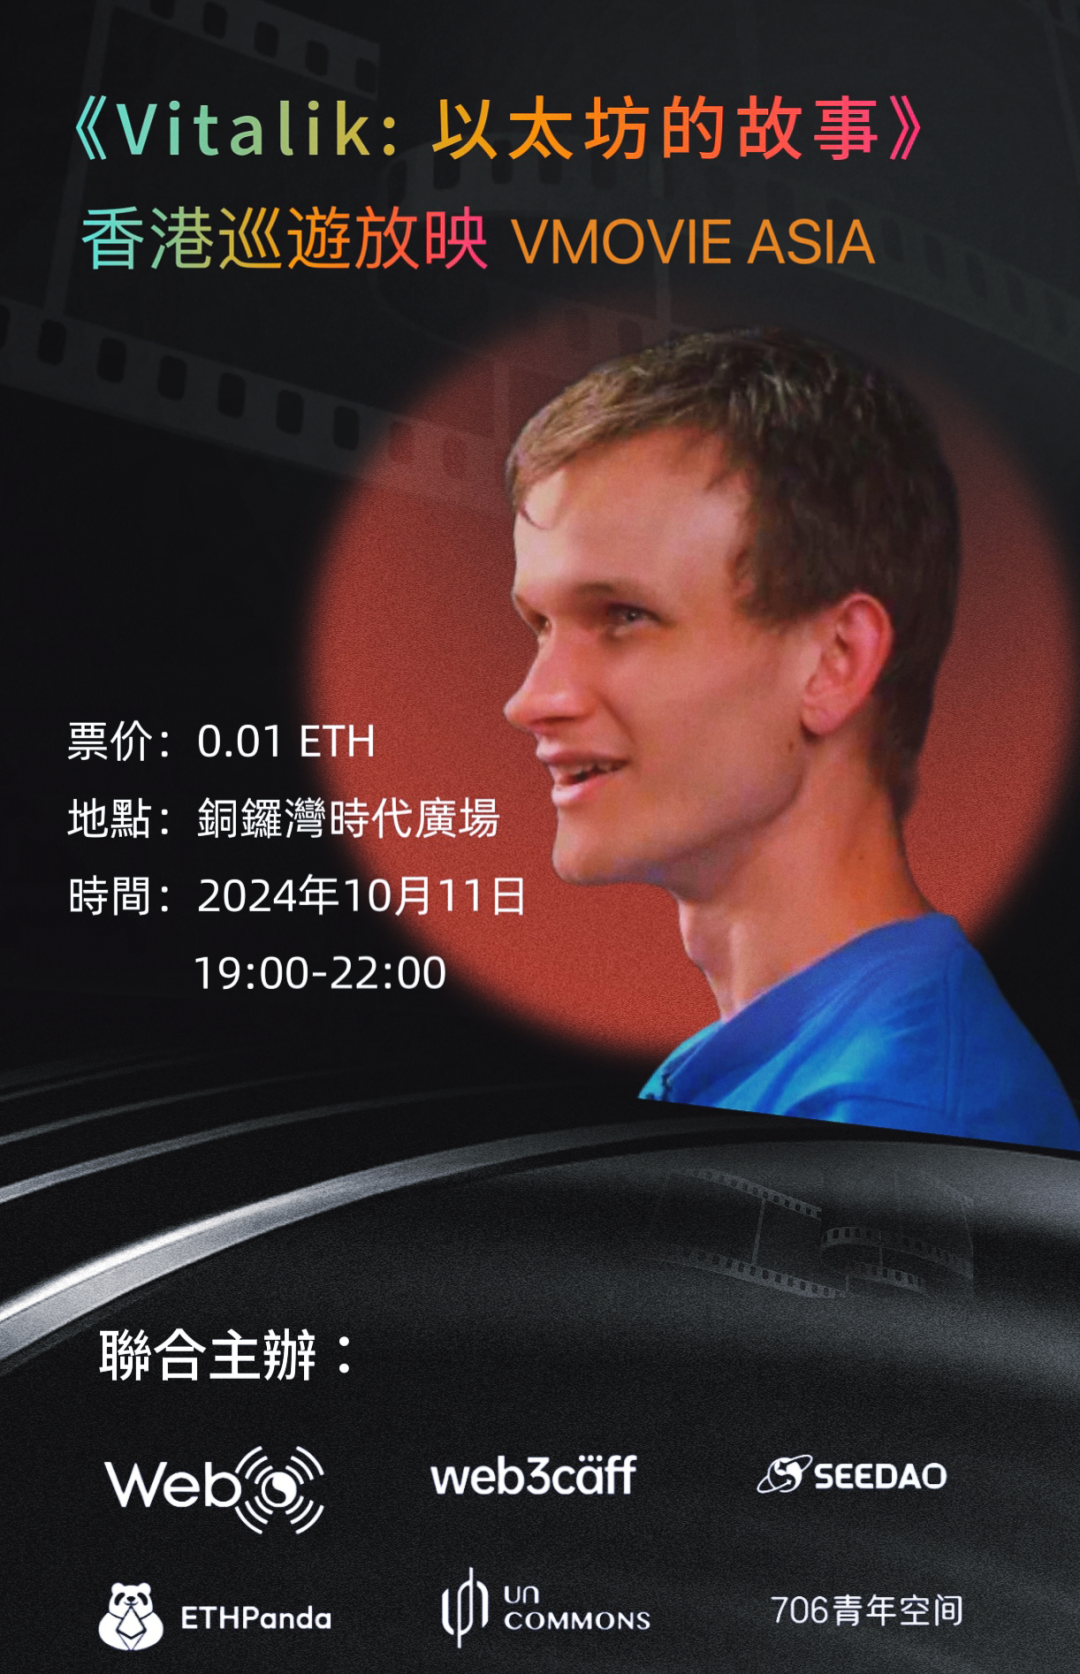 《Vitalik: 以太坊的故事》
香港巡遊放映 VMOVIE ASIA
票价：0.01 ETH
地點：銅鑼灣時代廣場
時間：2024年10月11日
19:00-22:00
聯合主辦：
Web
web3cäff
SEEDAO
ETHPanda
un
COMMONS
706青年空间